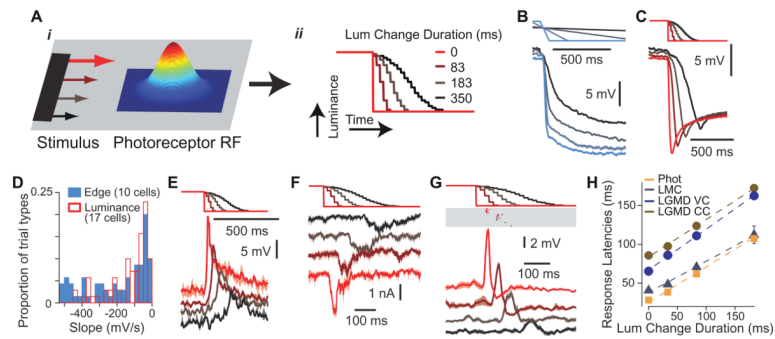 A
i
Stimulus
Photoreceptor RF
ii
Lum Change Duration (ms)
0
83
183
350
Luminance
Time
B
500 ms
5 mV
C
5 mV
500 ms
D
0.25
Edge (10 cells)
Luminance
(17 cells)
Proportion of trial types
0
-400
-200
0
Slope (mV/s)
E
500 ms
5 mV
F
1 nA
100 ms
G
2 mV
100 ms
H
Phot
LMC
LGMD VC
LGMD CC
Response Latencies (ms)
150
100
50
0
50
100
150
Lum Change Duration (ms)